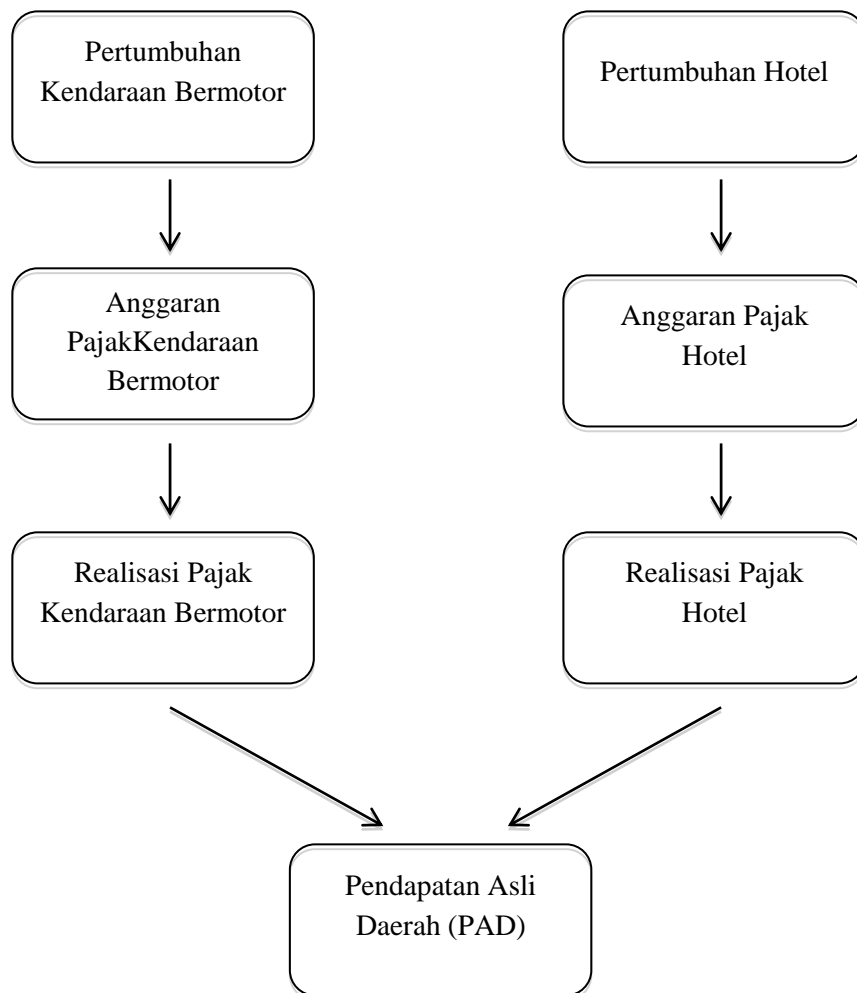 Pertumbuhan
Kendaraan Bermotor
Pertumbuhan Hotel
Anggaran
PajakKendaraan
Bermotor
Anggaran Pajak
Hotel
Realisasi Pajak
Kendaraan Bermotor
Realisasi Pajak
Hotel
Pendapatan Asli
Daerah (PAD)